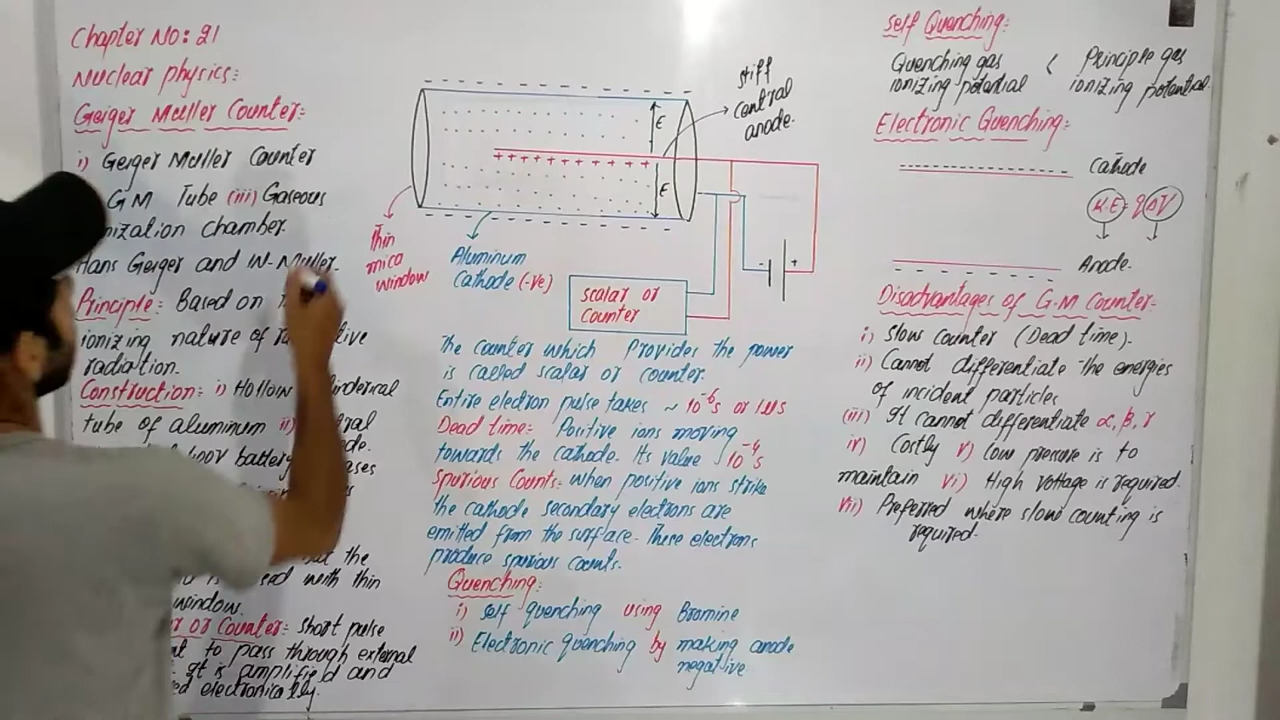 Chapter No: 21
Nuclear physics:
Geiger Muller Counter:
i) Geiger Muller Counter
GM Tube (iii) Gaseous
nization chamber.
Hans Geiger and W. Muller.
Principle: Based on
ionizing nature of
radiation.
Construction: i) Hollow
tube of aluminum ii)
400V battery
the
with thin
window.
or Counter: short pulse
to pass through external
It is amplified and
electronically.
stiff
central
anode.
E
E
+ + + + + + + + + + + +
Thin
mica
window
Aluminum
Cathode (-ve)
- +
scalar or
counter
The counter which provides the power
is called scalar or counter.
Entire electron pulse takes ~ 10⁻⁶s or 1μs
Dead time: Positive ions moving
towards the cathode. Its value 10⁻⁴s
Spurious Counts: when positive ions strike
the cathode secondary electrons are
emitted from the surface. These electrons
produce spurious counts.
Quenching:
i) self quenching using Bromine
ii) Electronic quenching by making anode
negative
Self Quenching:
Quenching gas < Principle gas
ionizing potential ionizing potential.
Electronic Quenching:
Cathode
K.E = qΔV
Anode.
Disadvantages of G.M Counter:
i) slow counter (Dead time).
ii) Cannot differentiate the energies
of incident particles
(iii) It cannot differentiate α, β, γ
iv) Costly v) Low pressure is to
maintain vi) High voltage is required.
vii) Preferred where slow counting is
required.